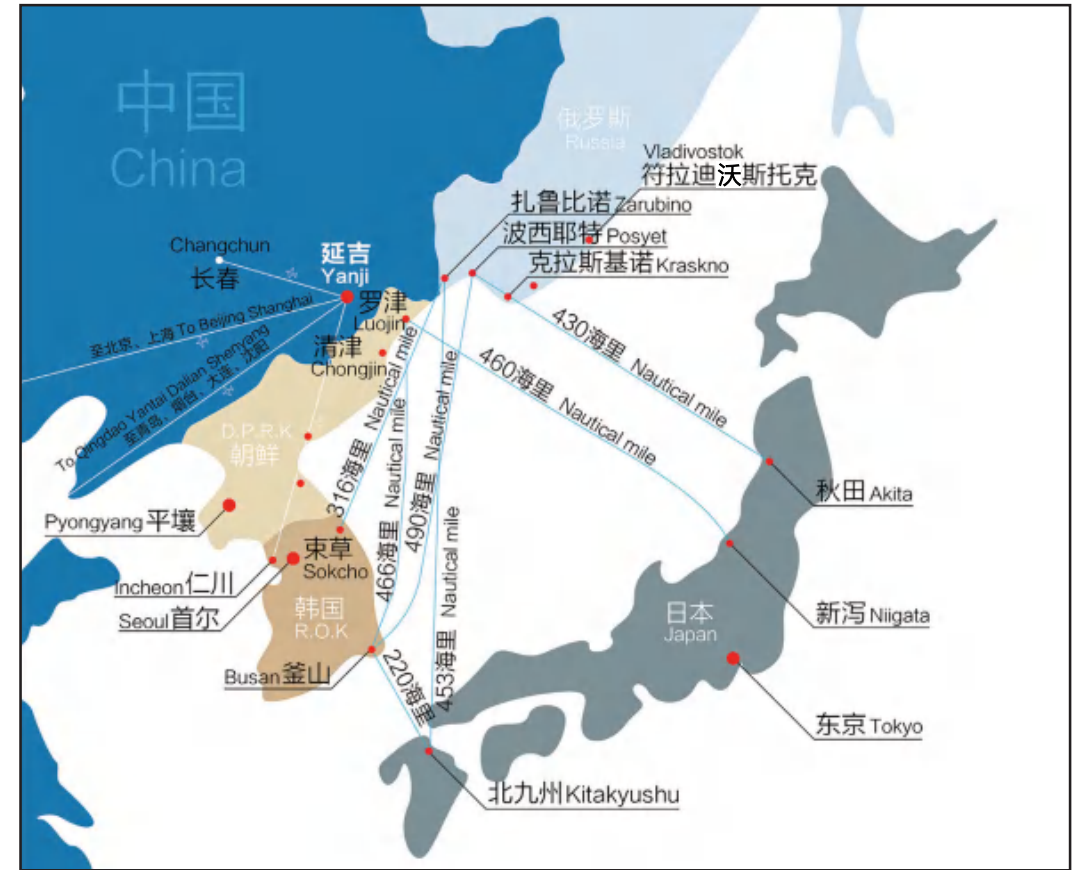 中国
China
俄罗斯
Russia
Vladivostok
符拉迪沃斯托克
扎鲁比诺 Zarubino
波西耶特 Posyet
克拉斯基诺 Kraskno
Changchun
长春
延吉
Yanji
罗津
Luojin
清津
Chongjin
至北京、上海 To Beijing Shanghai
To Qingdao Yantai Dalian Shenyang
至青岛、烟台、大连、沈阳
430海里 Nautical mile
460海里 Nautical mile
316海里 Nautical mile
466海里 Nautical mile
490海里 Nautical mile
453海里 Nautical mile
220海里
D.P.R.K
朝鲜
Pyongyang 平壤
Incheon 仁川
Seoul 首尔
束草
Sokcho
韩国
R.O.K
Busan 釜山
秋田 Akita
新泻 Niigata
日本
Japan
东京 Tokyo
北九州 Kitakyushu